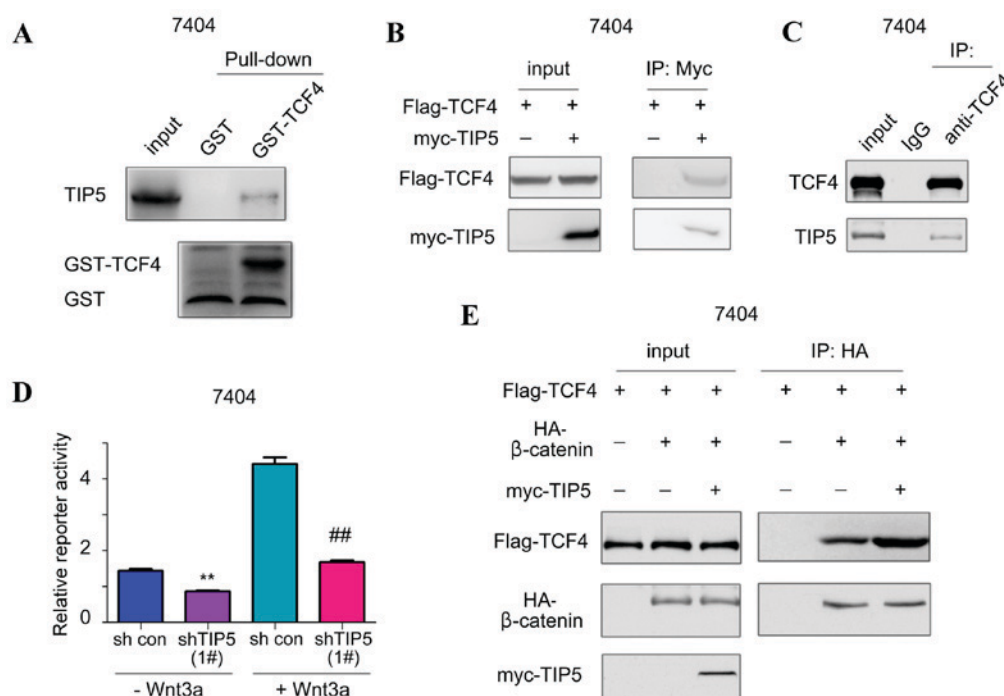 A
7404
Pull-down
input
GST
GST-TCF4
TIP5
GST-TCF4
GST
B
7404
input IP: Myc
Flag-TCF4 + + + +
myc-TIP5 – + – +
Flag-TCF4
myc-TIP5
C
7404
IP:
input
IgG
anti-TCF4
TCF4
TIP5
D
7404
Relative reporter activity
4
2
0
**
##
sh con shTIP5 sh con shTIP5
(1#) (1#)
- Wnt3a + Wnt3a
E
7404
input IP: HA
Flag-TCF4 + + + + + +
HA-
β-catenin – + + – + +
myc-TIP5 – – + – – +
Flag-TCF4
HA-
β-catenin
myc-TIP5